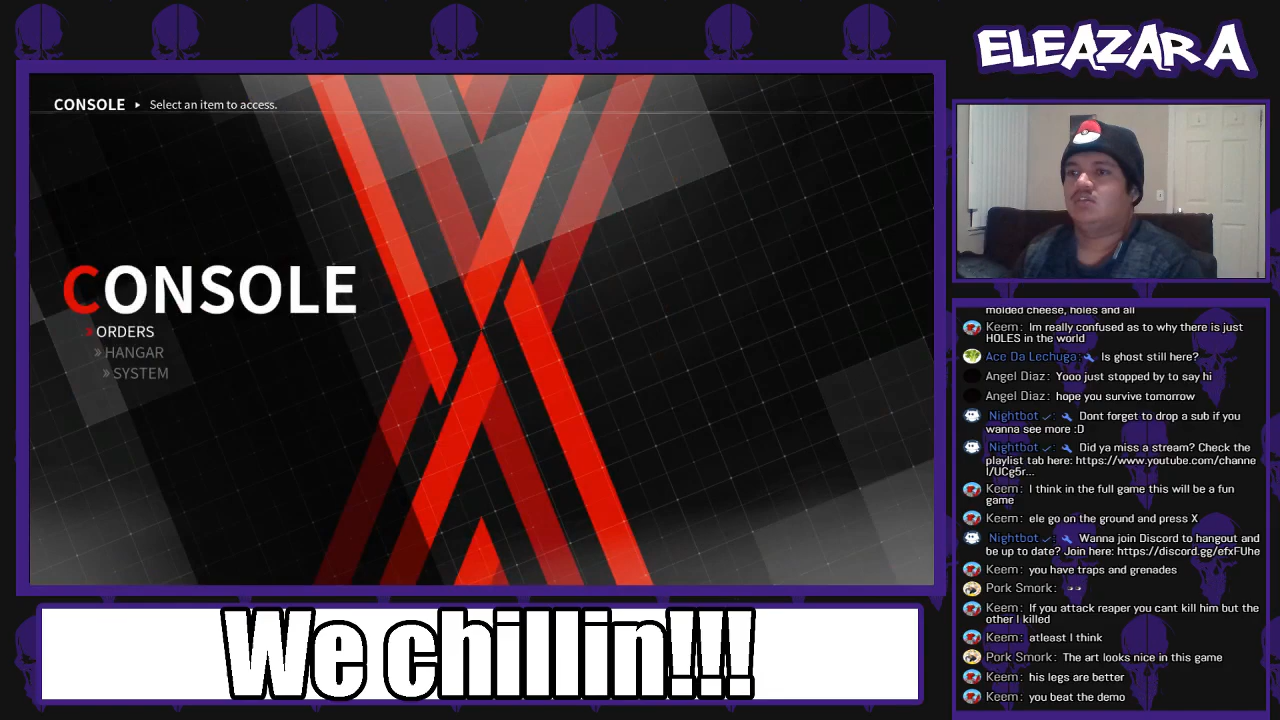 ELEAZAR A
CONSOLE ▸ Select an item to access.
CONSOLE
» ORDERS
» HANGAR
» SYSTEM
molded cheese, holes and all
Keem: Im really confused as to why there is just
HOLES in the world
Ace Da Lechuga: Is ghost still here?
Angel Diaz: Yooo just stopped by to say hi
Angel Diaz: hope you survive tomorrow
Nightbot ✓: Dont forget to drop a sub if you
wanna see more :D
Nightbot ✓: Did ya miss a stream? Check the
playlist tab here: https://www.youtube.com/channe
l/UCg5r...
Keem: I think in the full game this will be a fun
game
Keem: ele go on the ground and press X
Nightbot ✓: Wanna join Discord to hangout and
be up to date? Join here: https://discord.gg/efxFUhe
Keem: you have traps and grenades
Pork Smork: 👀
Keem: If you attack reaper you cant kill him but the
other I killed
Keem: atleast I think
Pork Smork: The art looks nice in this game
Keem: his legs are better
Keem: you beat the demo
We chillin!!!